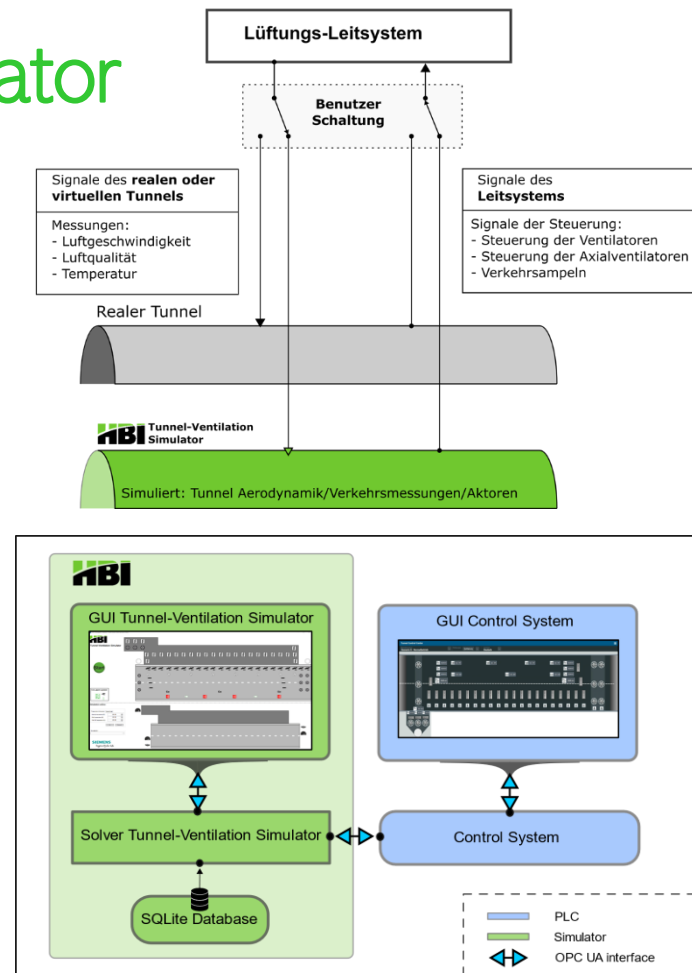 ator
Lüftungs-Leitsystem
Benutzer
Schaltung
Signale des realen oder
virtuellen Tunnels
Messungen:
- Luftgeschwindigkeit
- Luftqualität
- Temperatur
Signale des
Leitsystems
Signale der Steuerung:
- Steuerung der Ventilatoren
- Steuerung der Axialventilatoren
- Verkehrsampeln
Realer Tunnel
HBI Tunnel-Ventilation
Simulator
Simuliert: Tunnel Aerodynamik/Verkehrsmessungen/Aktoren
HBI
GUI Tunnel-Ventilation Simulator
HBI
GUI Control System
Solver Tunnel-Ventilation Simulator
Control System
SQLite Database
PLC
Simulator
OPC UA interface